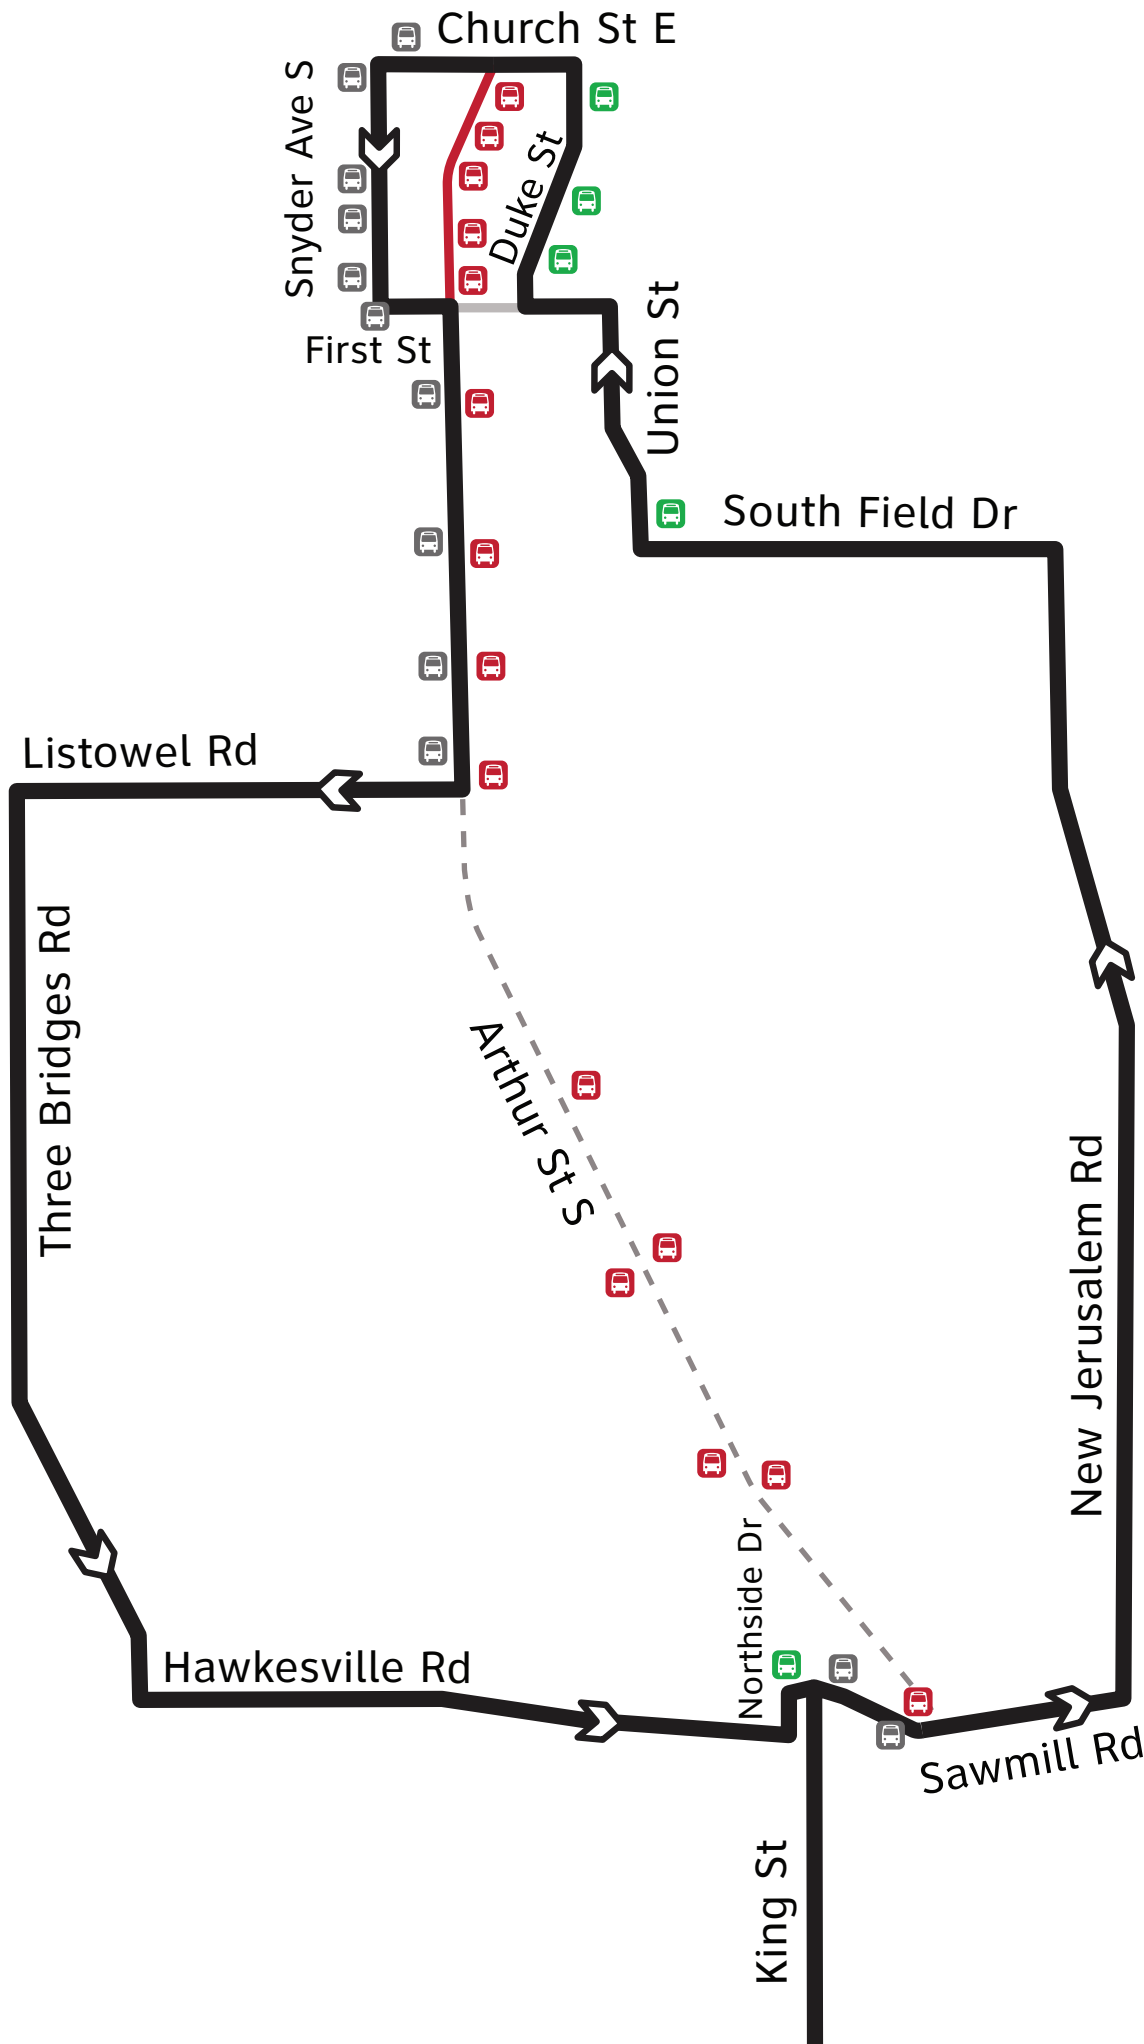 Church St E
Snyder Ave S
Duke St
First St
Union St
South Field Dr
Listowel Rd
Three Bridges Rd
Arthur St S
New Jerusalem Rd
Northside Dr
Hawkesville Rd
Sawmill Rd
King St